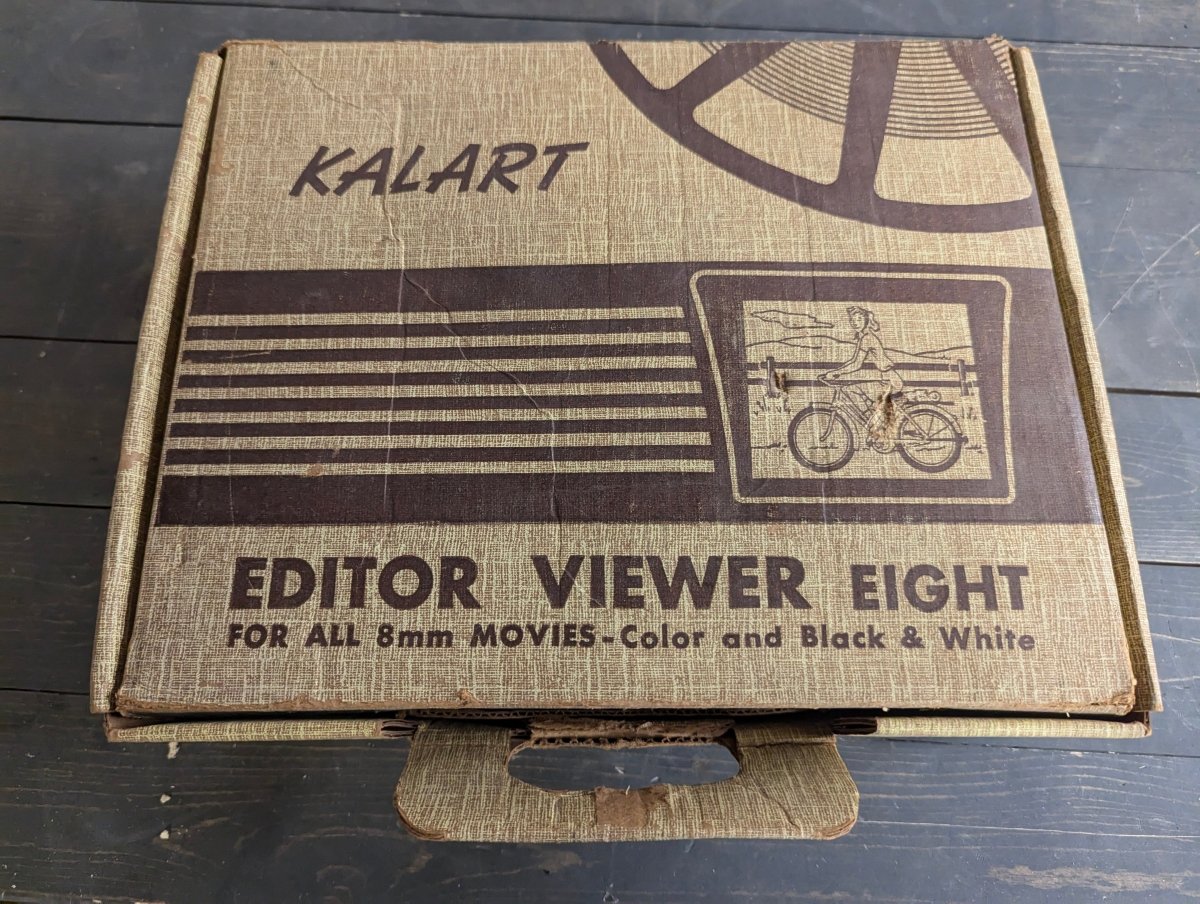 KALART
EDITOR VIEWER EIGHT
FOR ALL 8mm MOVIES-Color and Black & White